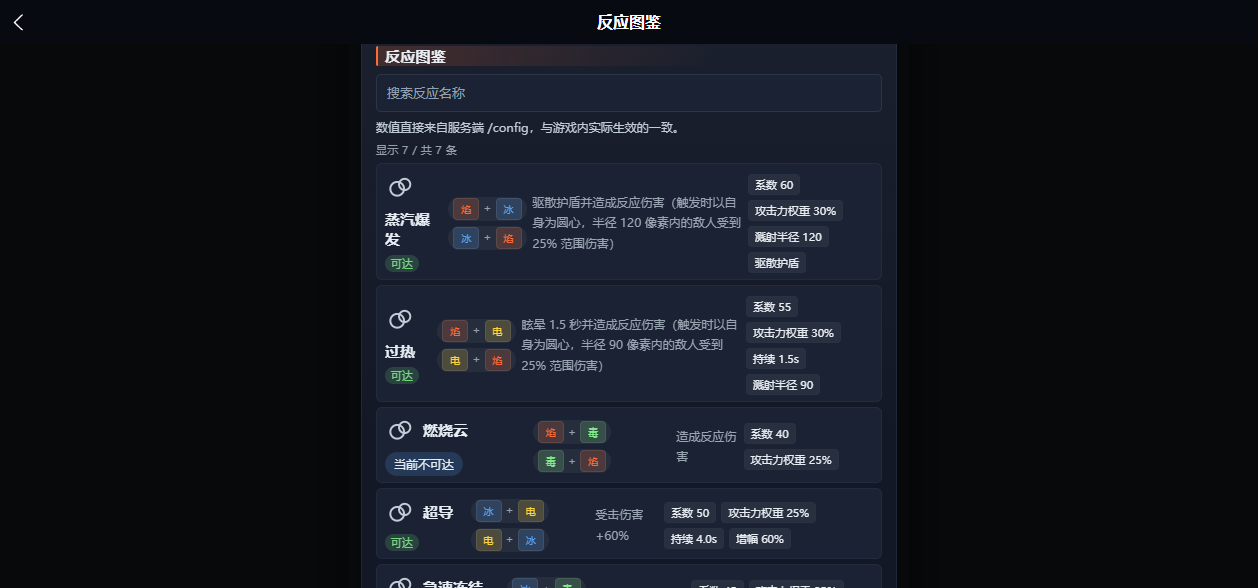 反应图鉴
反应图鉴
搜索反应名称
数值直接来自服务端 /config，与游戏内实际生效的一致。
显示 7 / 共 7 条
蒸汽爆
发
可达
焰 + 冰
冰 + 焰
驱散护盾并造成反应伤害（触发时以自
身为圆心，半径 120 像素内的敌人受到
25% 范围伤害）
系数 60
攻击力权重 30%
溅射半径 120
驱散护盾
过热
可达
焰 + 电
电 + 焰
眩晕 1.5 秒并造成反应伤害（触发时以自
身为圆心，半径 90 像素内的敌人受到
25% 范围伤害）
系数 55
攻击力权重 30%
持续 1.5s
溅射半径 90
燃烧云
当前不可达
焰 + 毒
毒 + 焰
造成反应伤
害
系数 40
攻击力权重 25%
超导
可达
冰 + 电
电 + 冰
受击伤害
+60%
系数 50 攻击力权重 25%
持续 4.0s 增幅 60%
急速冻结